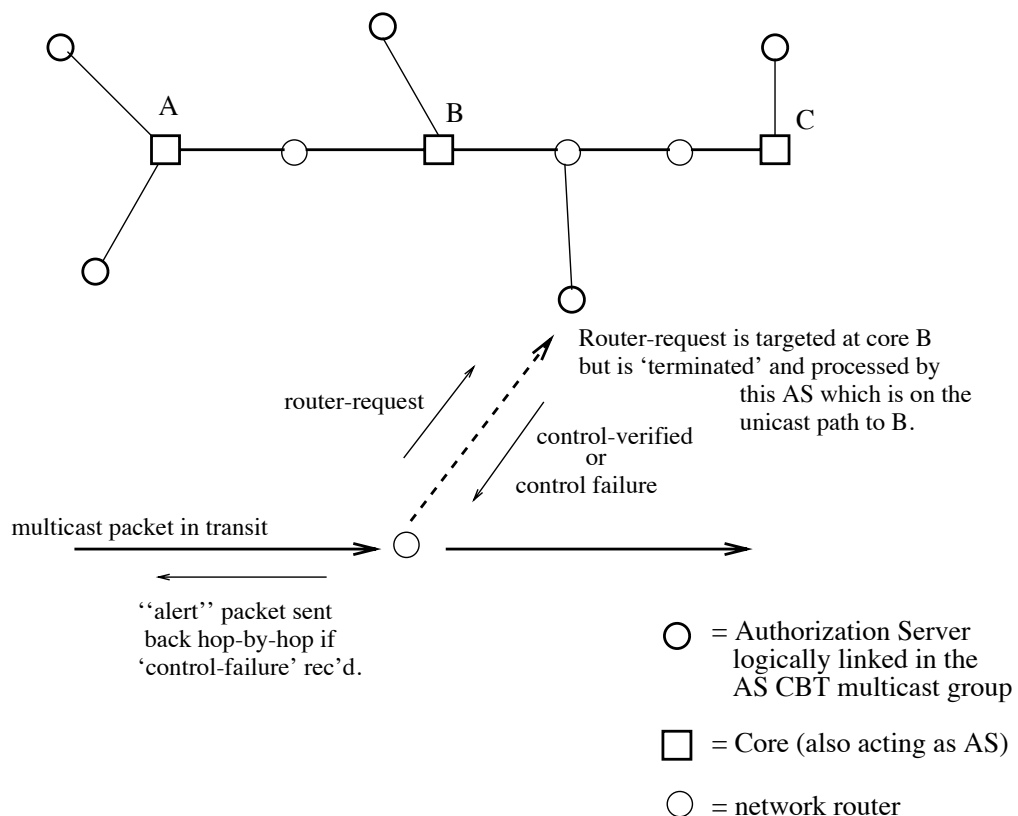 A
B
C
Router-request is targeted at core B
but is ‘terminated’ and processed by
this AS which is on the
unicast path to B.
router-request
control-verified
or
control failure
multicast packet in transit
‘‘alert’’ packet sent
back hop-by-hop if
‘control-failure’ rec’d.
= Authorization Server
logically linked in the
AS CBT multicast group
= Core (also acting as AS)
= network router